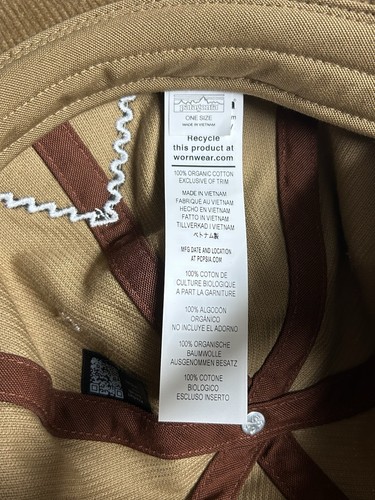 patagonia
ONE SIZE
MADE IN VIETNAM
Recycle
this product at
wornwear.com
100% ORGANIC COTTON
EXCLUSIVE OF TRIM
MADE IN VIETNAM
FABRIQUÉ AU VIETNAM
HECHO EN VIETNAM
FATTO IN VIETNAM
TILLVERKAD I VIETNAM
ベトナム製
MFG DATE AND LOCATION
AT PCPSIA.COM
100% COTON DE
CULTURE BIOLOGIQUE
A PART LA GARNITURE
100% ALGODÓN
ORGÁNICO
NO INCLUYE EL ADORNO
100% ORGANISCHE
BAUMWOLLE
AUSGENOMMEN BESATZ
100% COTONE
BIOLOGICO
ESCLUSO INSERTO